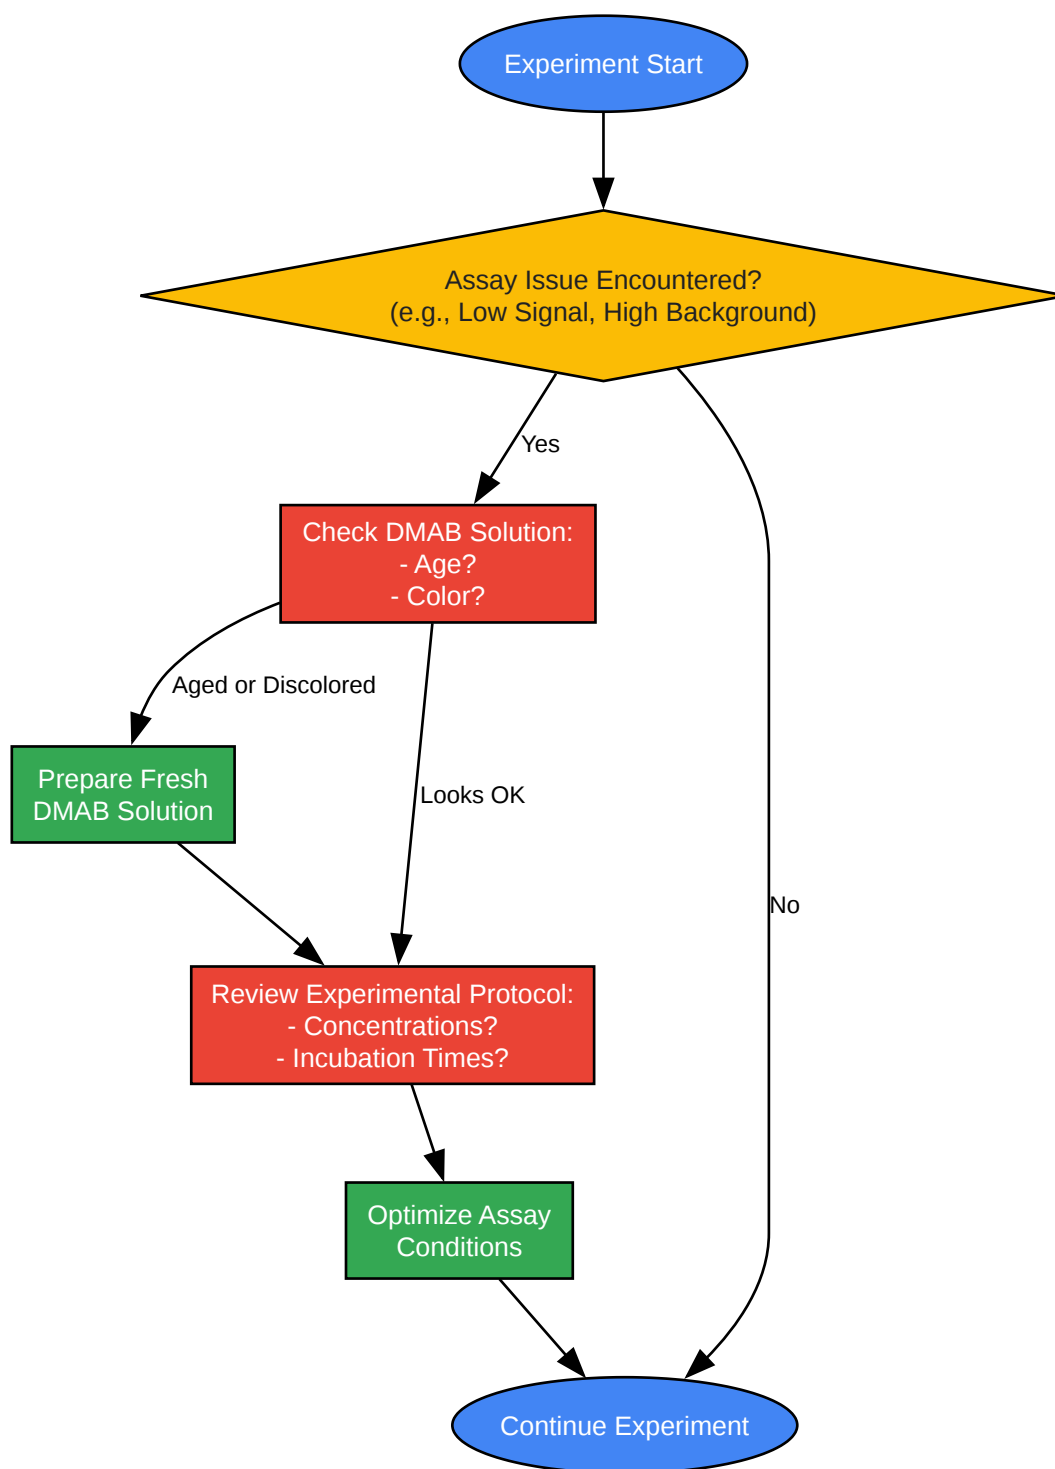 Experiment Start
Assay Issue Encountered?
(e.g., Low Signal, High Background)
Yes
Check DMAB Solution:
- Age?
- Color?
Aged or Discolored
Prepare Fresh
DMAB Solution
Looks OK
No
Review Experimental Protocol:
- Concentrations?
- Incubation Times?
Optimize Assay
Conditions
Continue Experiment